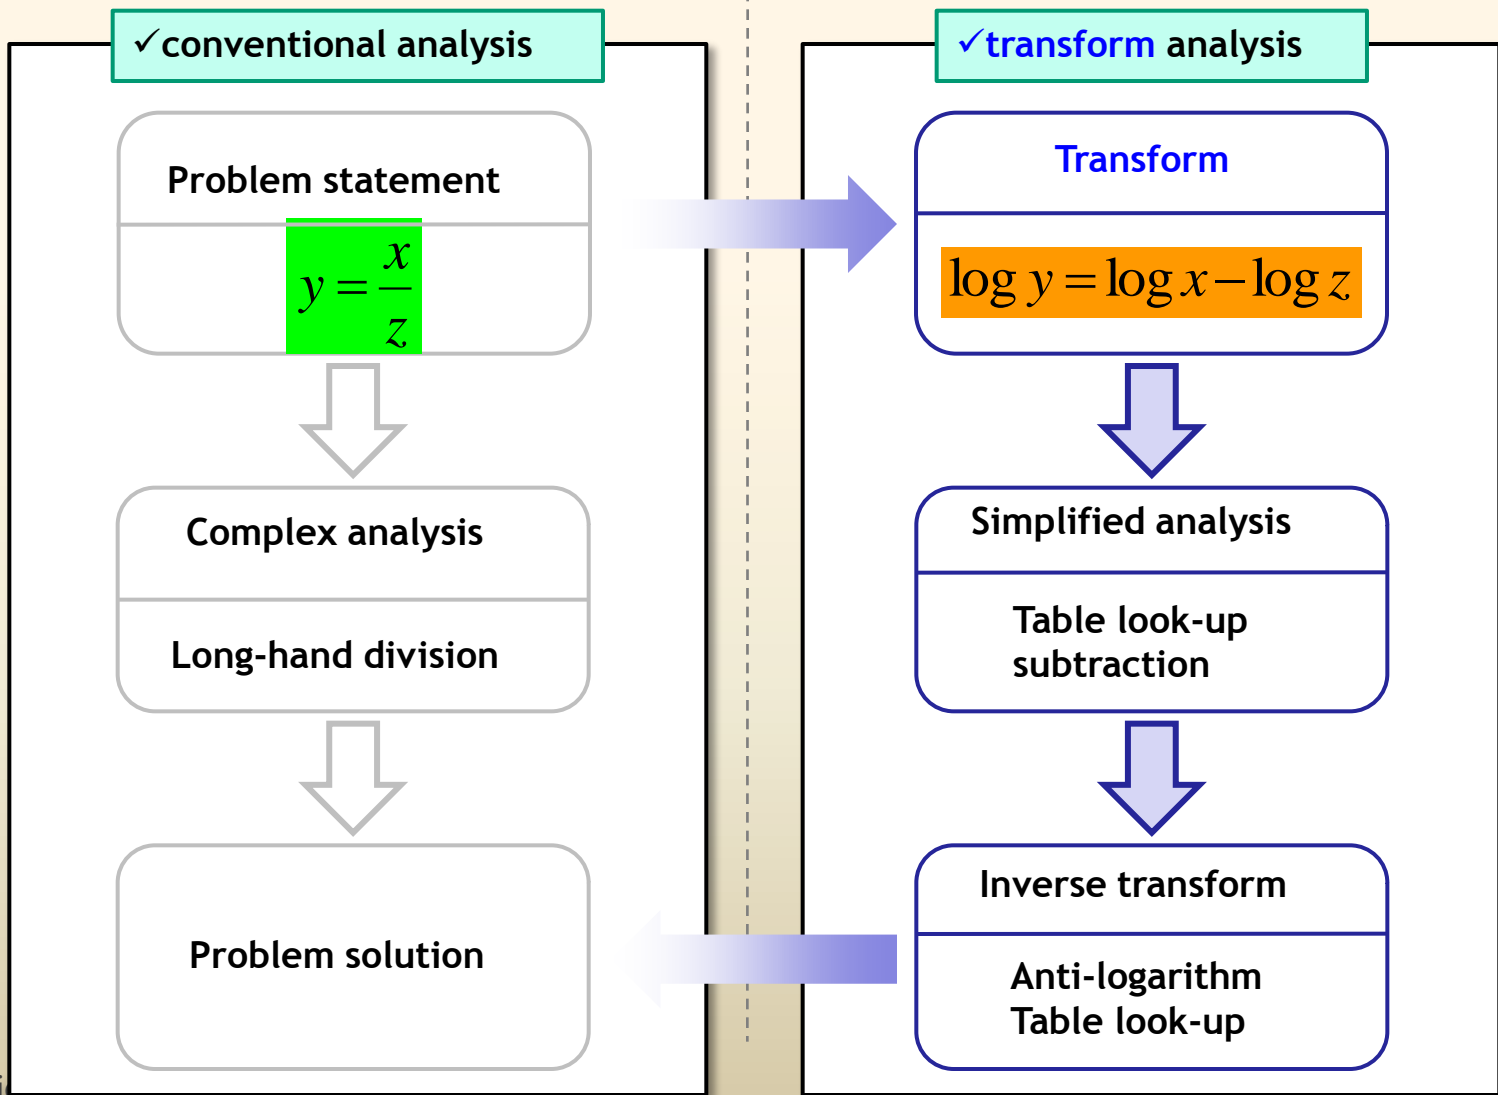 ✓conventional analysis
Problem statement
y = x/z
Complex analysis
Long-hand division
Problem solution
✓transform analysis
Transform
log y = log x − log z
Simplified analysis
Table look-up
subtraction
Inverse transform
Anti-logarithm
Table look-up